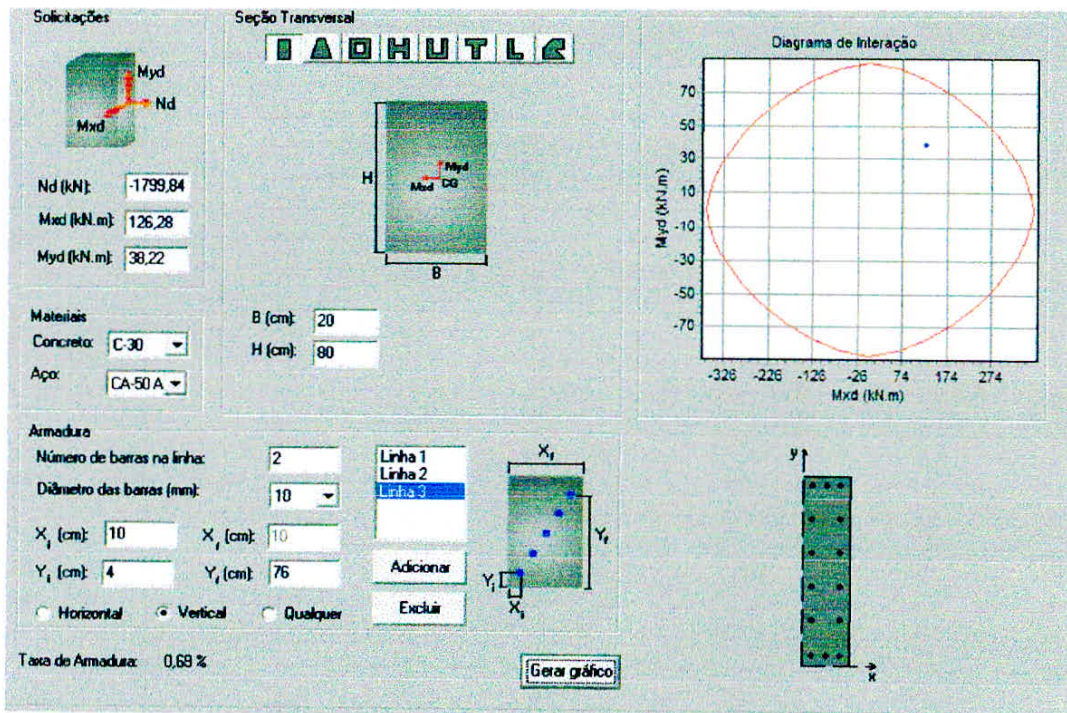 Solicitações
Myd
Nd
Mxd
Nd (kN): -1799,84
Mxd (kN.m): 126,28
Myd (kN.m): 38,22
Materiais
Concreto: C-30
Aço: CA-50 A
Seção Transversal
H
Myd
Mxd
CG
B
B (cm): 20
H (cm): 80
Diagrama de Interação
Myd (kN.m)
70
50
30
10
-10
-30
-50
-70
-326 -226 -126 -26 74 174 274
Mxd (kN.m)
Armadura
Número de barras na linha: 2
Diâmetro das barras (mm): 10
Xi (cm): 10 Xf (cm): 10
Yi (cm): 4 Yf (cm): 76
Horizontal Vertical Qualquer
Linha 1
Linha 2
Linha 3
Adicionar
Excluir
Xf
Yf
Yi
Xi
y
x
Taxa de Armadura: 0,69 %
Gerar gráfico